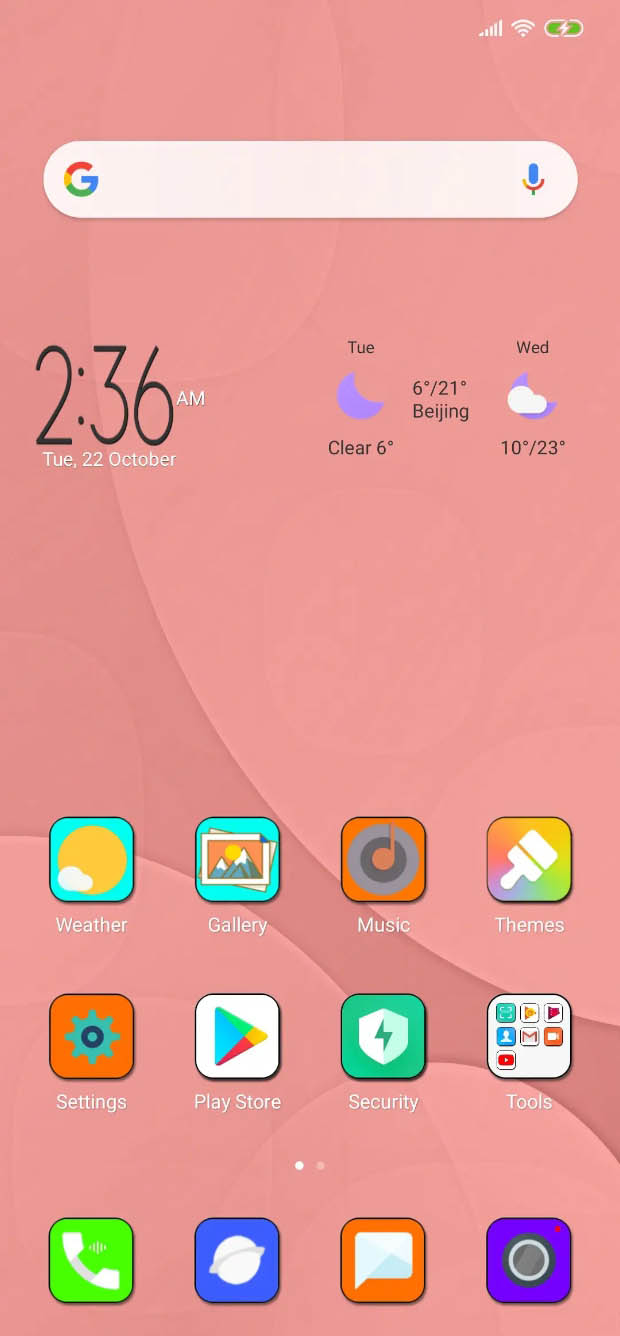 2:36 AM
Tue, 22 October
Tue
Wed
6°/21°
Beijing
Clear 6°
10°/23°
Weather
Gallery
Music
Themes
Settings
Play Store
Security
Tools